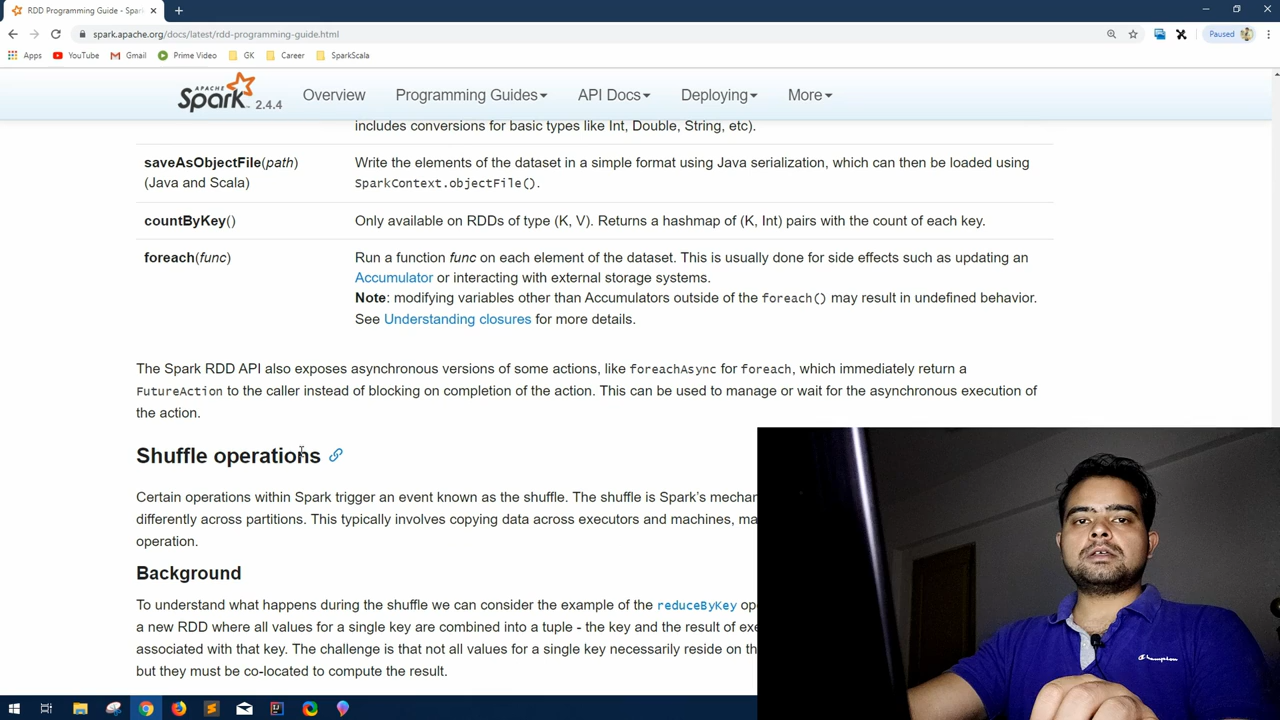 RDD Programming Guide - Spark
spark.apache.org/docs/latest/rdd-programming-guide.html
Paused
Apps YouTube Gmail Prime Video GK Career SparkScala
APACHE Spark 2.4.4 Overview Programming Guides API Docs Deploying More
includes conversions for basic types like Int, Double, String, etc).
saveAsObjectFile(path) Write the elements of the dataset in a simple format using Java serialization, which can then be loaded using
(Java and Scala) SparkContext.objectFile().
countByKey() Only available on RDDs of type (K, V). Returns a hashmap of (K, Int) pairs with the count of each key.
foreach(func) Run a function func on each element of the dataset. This is usually done for side effects such as updating an
Accumulator or interacting with external storage systems.
Note: modifying variables other than Accumulators outside of the foreach() may result in undefined behavior.
See Understanding closures for more details.
The Spark RDD API also exposes asynchronous versions of some actions, like foreachAsync for foreach, which immediately return a
FutureAction to the caller instead of blocking on completion of the action. This can be used to manage or wait for the asynchronous execution of
the action.
Shuffle operations
Certain operations within Spark trigger an event known as the shuffle. The shuffle is Spark's mechan
differently across partitions. This typically involves copying data across executors and machines, ma
operation.
Background
To understand what happens during the shuffle we can consider the example of the reduceByKey op
a new RDD where all values for a single key are combined into a tuple - the key and the result of exe
associated with that key. The challenge is that not all values for a single key necessarily reside on th
but they must be co-located to compute the result.
Champion